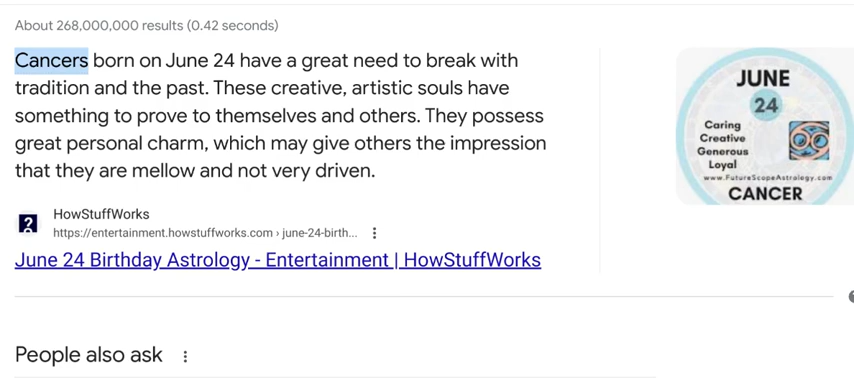 About 268,000,000 results (0.42 seconds)
Cancers born on June 24 have a great need to break with
tradition and the past. These creative, artistic souls have
something to prove to themselves and others. They possess
great personal charm, which may give others the impression
that they are mellow and not very driven.
HowStuffWorks
https://entertainment.howstuffworks.com › june-24-birth...
June 24 Birthday Astrology - Entertainment | HowStuffWorks
People also ask
JUNE
24
Caring
Creative
Generous
Loyal
www.FutureScopeAstrology.com
CANCER